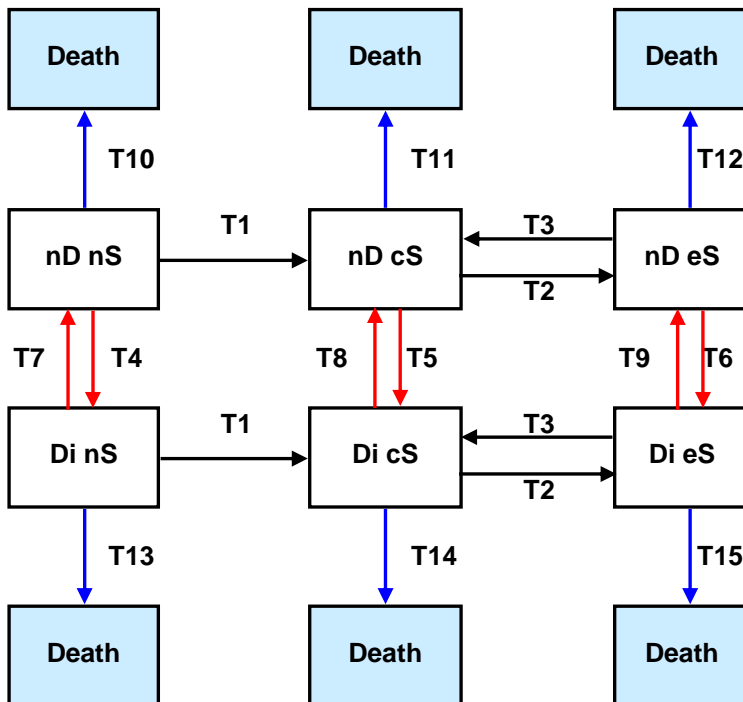 Death
Death
Death
T10
T11
T12
T1
T3
nD nS
nD cS
nD eS
T2
T7
T4
T8
T5
T9
T6
T1
T3
Di nS
Di cS
Di eS
T2
T13
T14
T15
Death
Death
Death